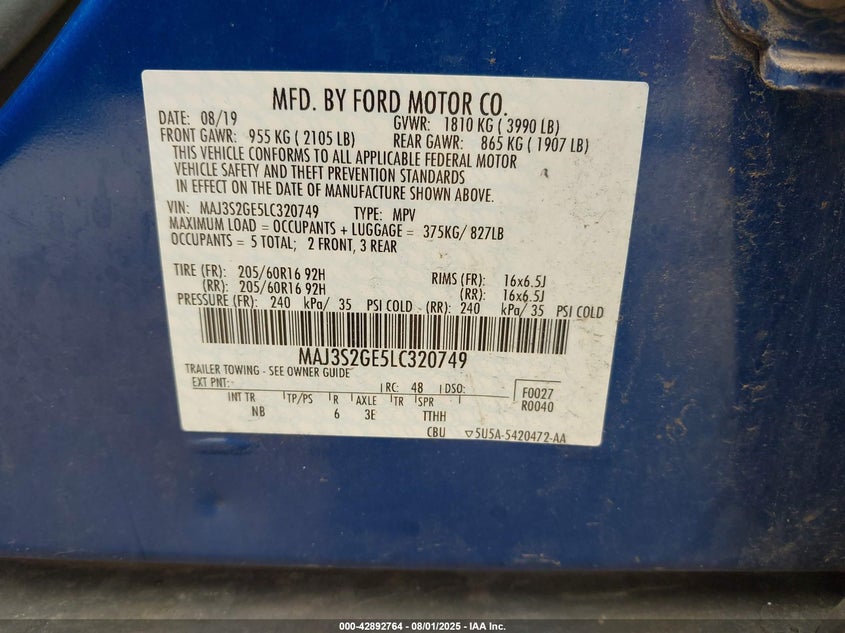 MFD. BY FORD MOTOR CO.
DATE: 08/19 GVWR: 1810 KG ( 3990 LB)
FRONT GAWR: 955 KG ( 2105 LB) REAR GAWR: 865 KG ( 1907 LB)
THIS VEHICLE CONFORMS TO ALL APPLICABLE FEDERAL MOTOR
VEHICLE SAFETY AND THEFT PREVENTION STANDARDS
IN EFFECT ON THE DATE OF MANUFACTURE SHOWN ABOVE.
VIN: MAJ3S2GE5LC320749 TYPE: MPV
MAXIMUM LOAD = OCCUPANTS + LUGGAGE = 375KG/ 827LB
OCCUPANTS = 5 TOTAL; 2 FRONT, 3 REAR
TIRE (FR): 205/60R16 92H RIMS (FR): 16x6.5J
(RR): 205/60R16 92H (RR): 16x6.5J
PRESSURE (FR): 240 kPa/ 35 PSI COLD (RR): 240 kPa/ 35 PSI COLD
MAJ3S2GE5LC320749
TRAILER TOWING - SEE OWNER GUIDE
EXT PNT: RC: 48 DSO: F0027
INT TR TP/PS R AXLE TR SPR R0040
NB 6 3E TTHH
CBU ▽5U5A-5420472-AA
000-42892764 - 08/01/2025 - IAA Inc.